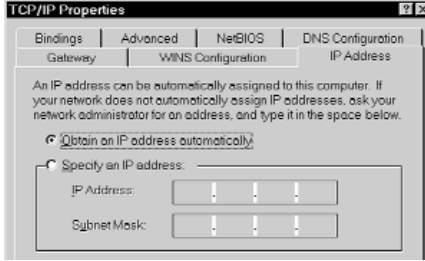 TCP/IP Properties
Bindings Advanced NetBIOS DNS Configuration
Gateway WINS Configuration IP Address
An IP address can be automatically assigned to this computer. If
your network does not automatically assign IP addresses, ask your
network administrator for an address, and type it in the space below.
Obtain an IP address automatically
Specify an IP address:
IP Address:
Subnet Mask: